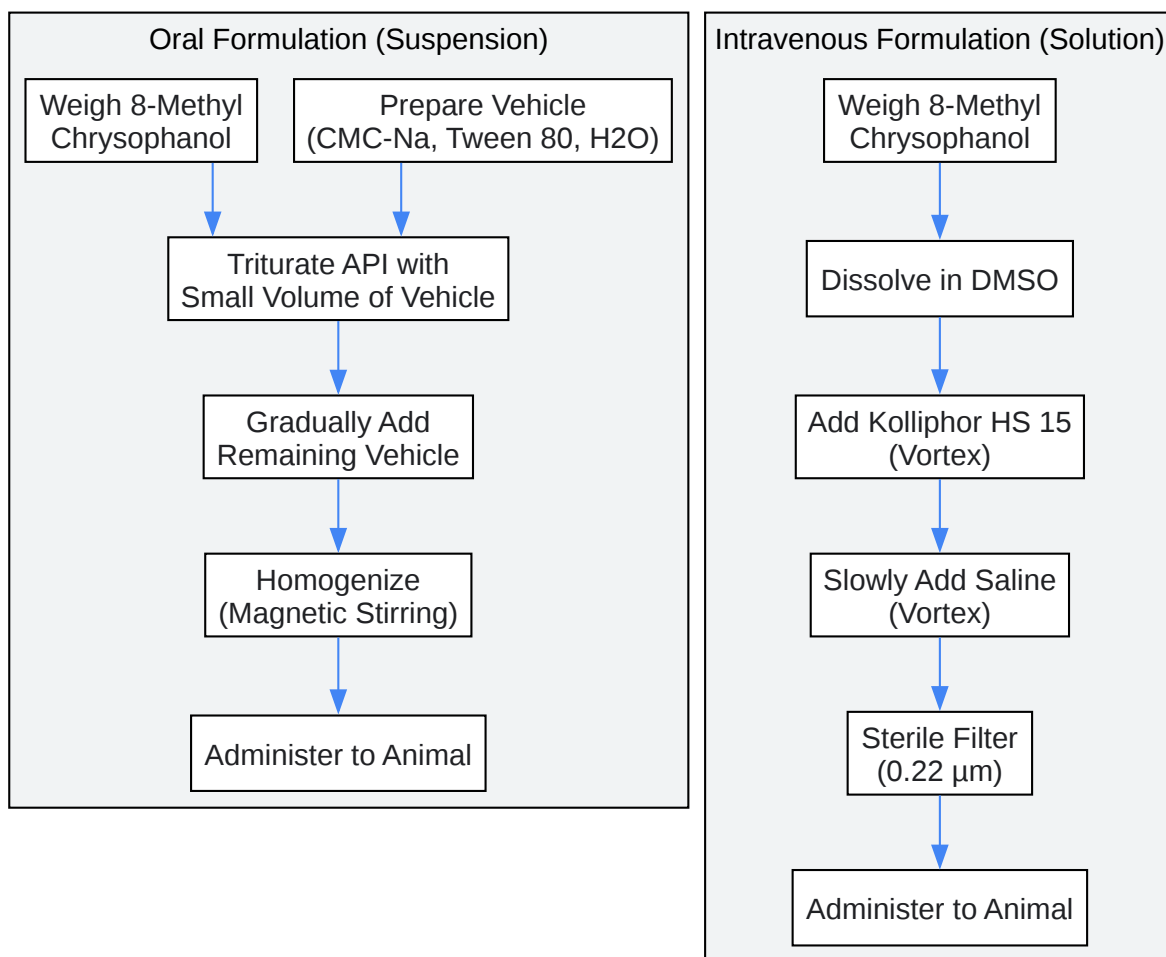 Oral Formulation (Suspension)
Weigh 8-Methyl
Chrysophanol
Prepare Vehicle
(CMC-Na, Tween 80, H2O)
Triturate API with
Small Volume of Vehicle
Gradually Add
Remaining Vehicle
Homogenize
(Magnetic Stirring)
Administer to Animal
Intravenous Formulation (Solution)
Weigh 8-Methyl
Chrysophanol
Dissolve in DMSO
Add Kolliphor HS 15
(Vortex)
Slowly Add Saline
(Vortex)
Sterile Filter
(0.22 µm)
Administer to Animal